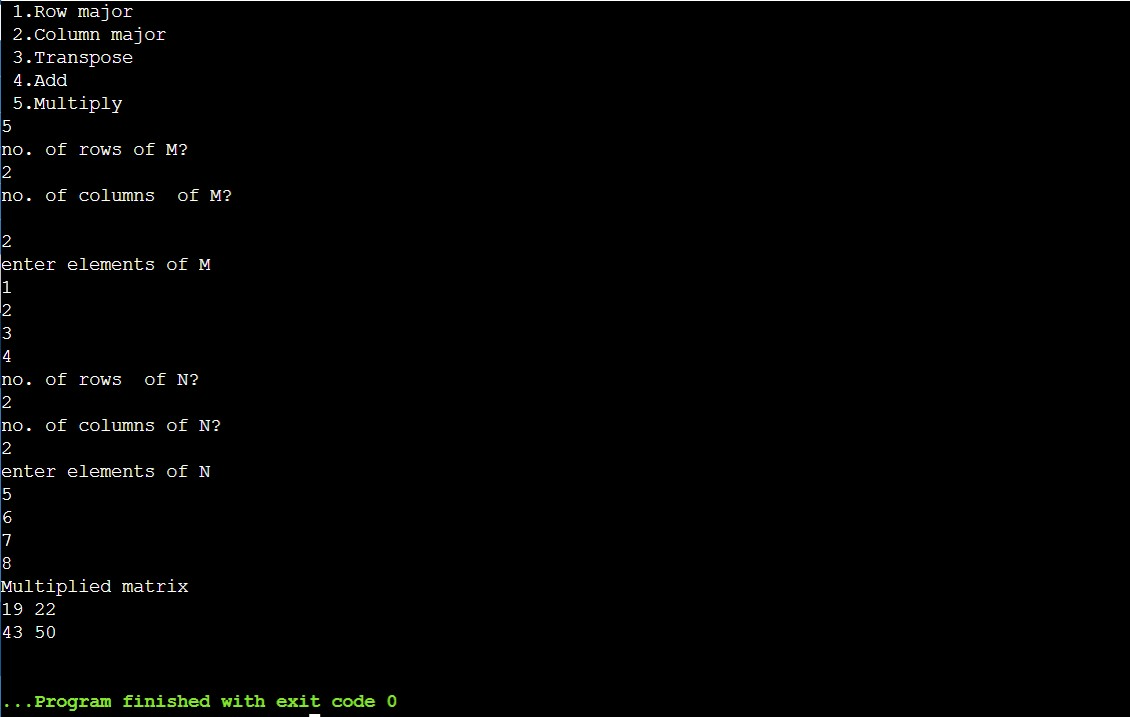 1.Row major
2.Column major
3.Transpose
4.Add
5.Multiply
5
no. of rows of M?
2
no. of columns  of M?
2
enter elements of M
1
2
3
4
no. of rows  of N?
2
no. of columns of N?
2
enter elements of N
5
6
7
8
Multiplied matrix
19 22
43 50
...Program finished with exit code 0